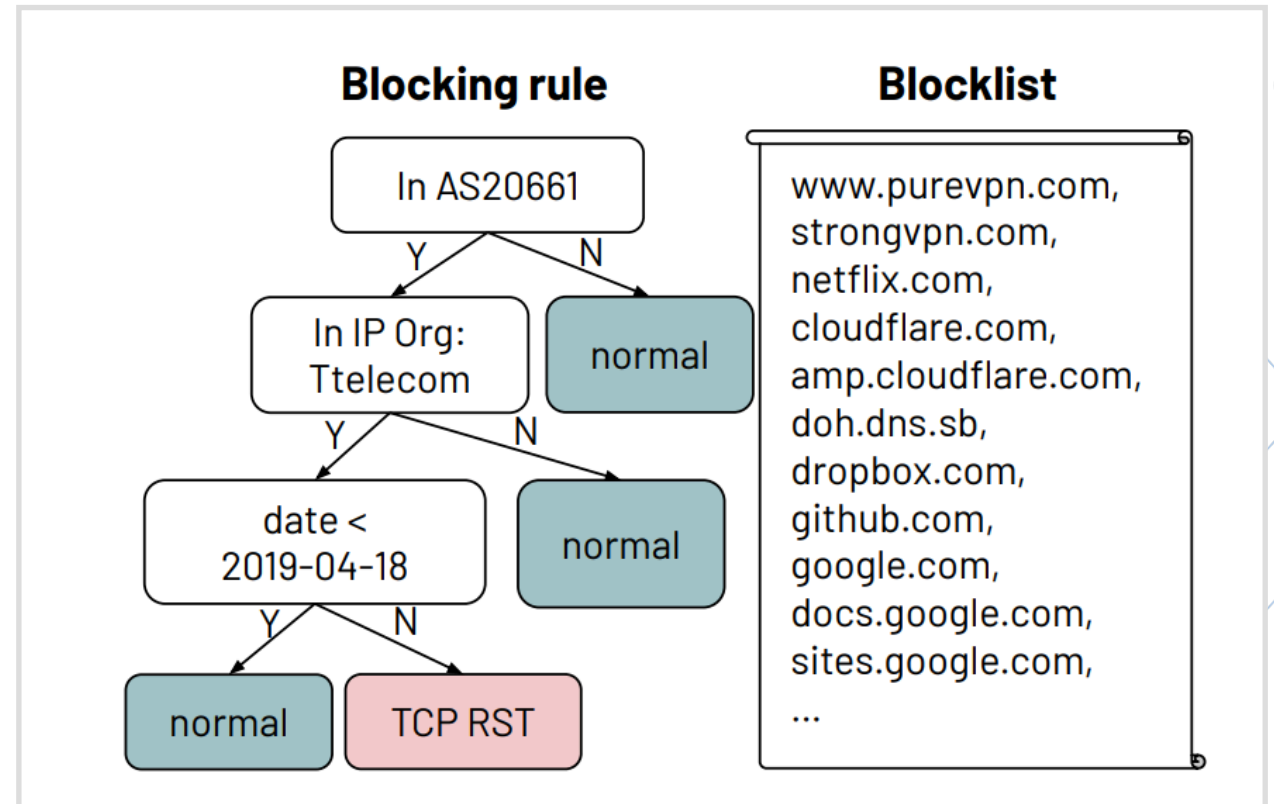 Blocking rule
In AS20661
Y
N
In IP Org:
Ttelecom
normal
Y
N
date <
2019-04-18
normal
Y
N
normal
TCP RST
Blocklist
www.purevpn.com,
strongvpn.com,
netflix.com,
cloudflare.com,
amp.cloudflare.com,
doh.dns.sb,
dropbox.com,
github.com,
google.com,
docs.google.com,
sites.google.com,
...